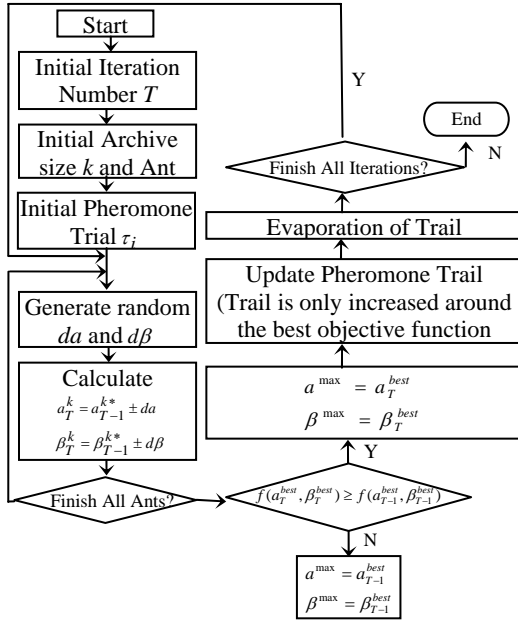 Start
Initial Iteration
Number T
Initial Archive
size k and Ant
Initial Pheromone
Trial τ_i
Generate random
da and dβ
Calculate
a_T^k = a_{T-1}^{k*} ± da
β_T^k = β_{T-1}^{k*} ± dβ
Finish All Ants?
f(a_T^{best}, β_T^{best}) ≥ f(a_{T-1}^{best}, β_{T-1}^{best})
N
a^{max} = a_{T-1}^{best}
β^{max} = β_{T-1}^{best}
Y
a^{max} = a_T^{best}
β^{max} = β_T^{best}
Update Pheromone Trail
(Trail is only increased around
the best objective function
Evaporation of Trail
Finish All Iterations?
Y
N
End